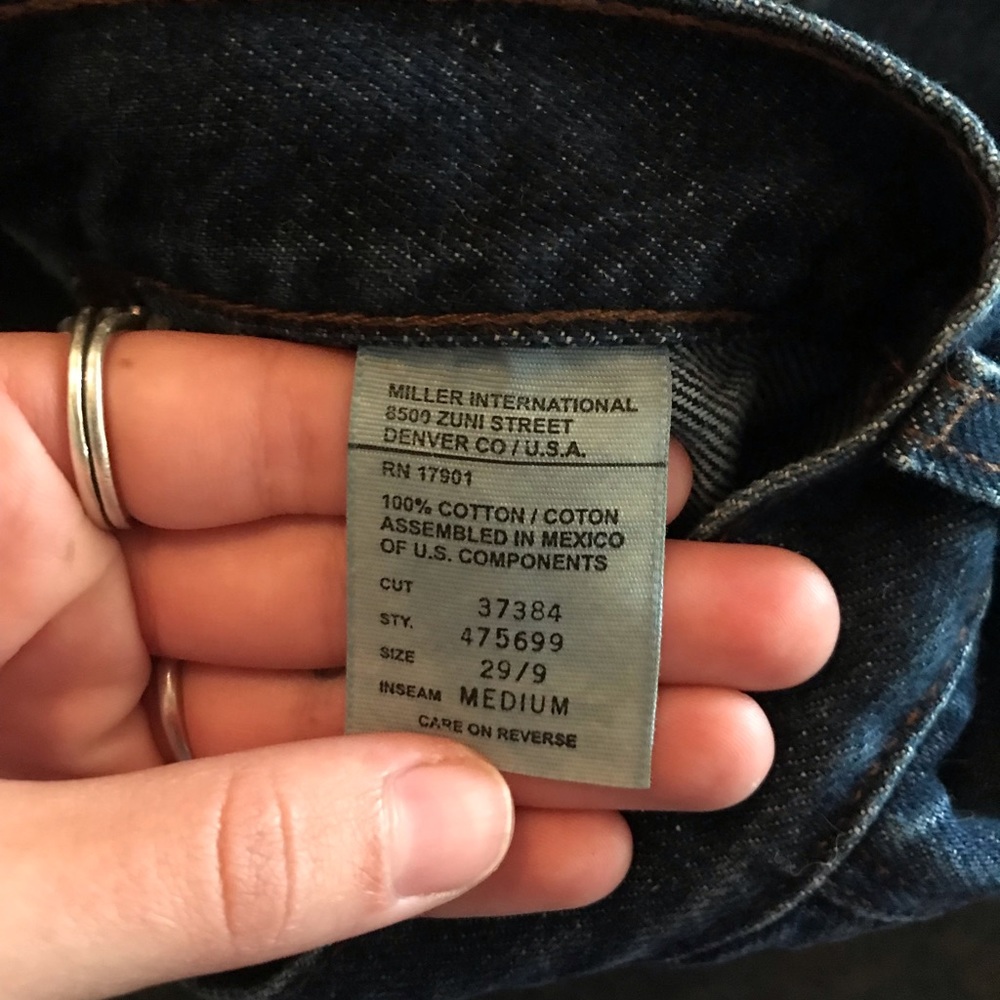 MILLER INTERNATIONAL
8500 ZUNI STREET
DENVER CO / U.S.A.
RN 17901
100% COTTON / COTON
ASSEMBLED IN MEXICO
OF U.S. COMPONENTS
CUT 37384
STY. 475699
SIZE 29/9
INSEAM MEDIUM
CARE ON REVERSE